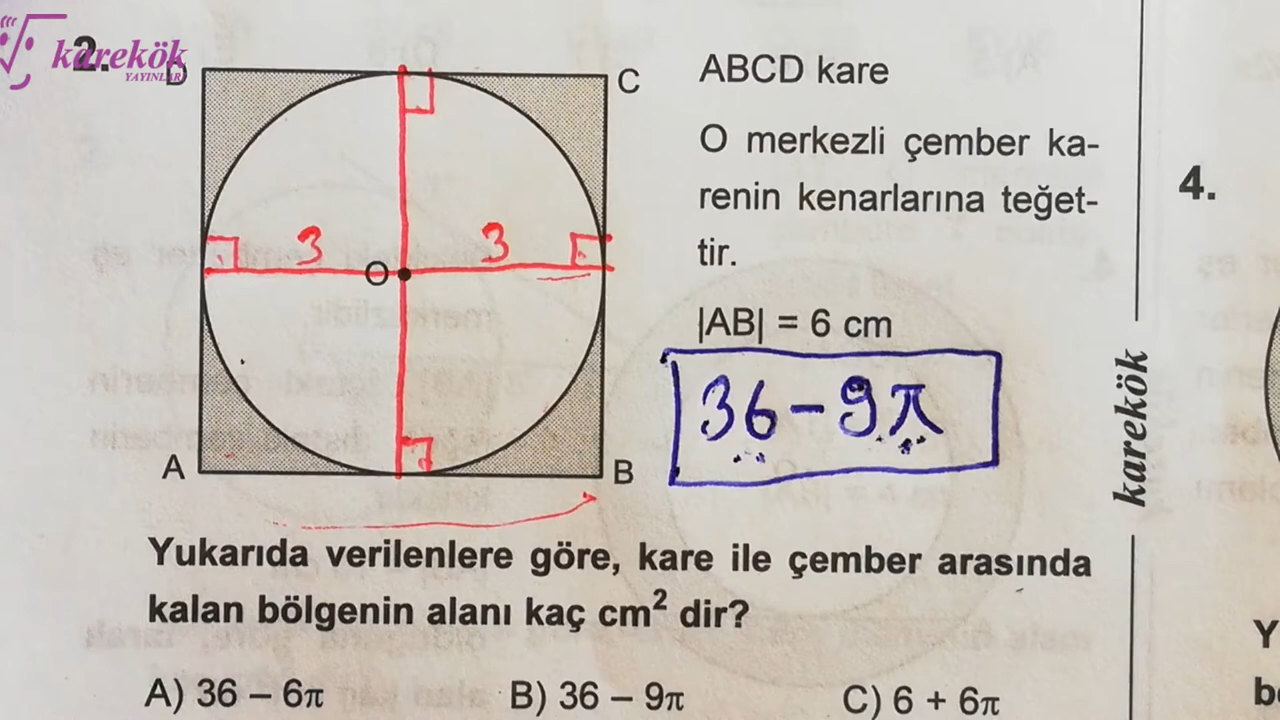 karekök
YAYINLARI
2.
D
C
3
3
O
A
B
ABCD kare
O merkezli çember ka-
renin kenarlarına teğet-
tir.
|AB| = 6 cm
36 - 9π
Yukarıda verilenlere göre, kare ile çember arasında
kalan bölgenin alanı kaç cm² dir?
A) 36 – 6π
B) 36 – 9π
C) 6 + 6π
karekök
4.
Y